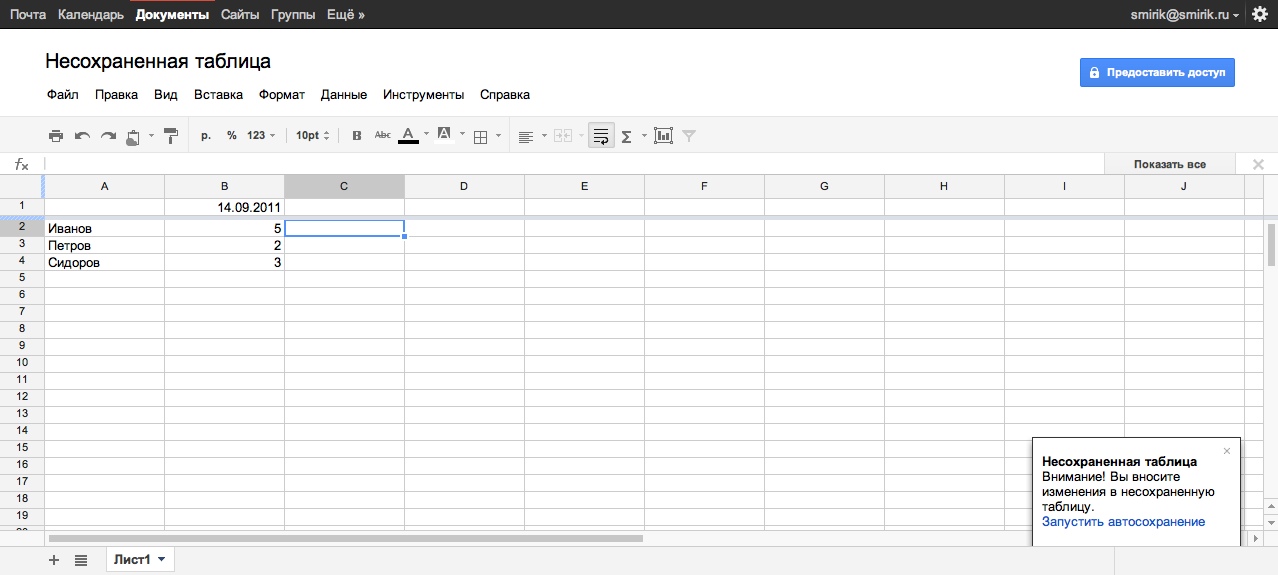 Почта Календарь Документы Сайты Группы Ещё » smirik@smirik.ru
Несохраненная таблица
Предоставить доступ
Файл Правка Вид Вставка Формат Данные Инструменты Справка
р. % 123 10pt B Abc A A Σ
fx Показать все
A B C D E F G H I J
1 14.09.2011
2 Иванов 5
3 Петров 2
4 Сидоров 3
5
6
7
8
9
10
11
12
13
14
15
16
17
18
19
20
Несохраненная таблица
Внимание! Вы вносите
изменения в несохраненную
таблицу.
Запустить автосохранение
Лист1